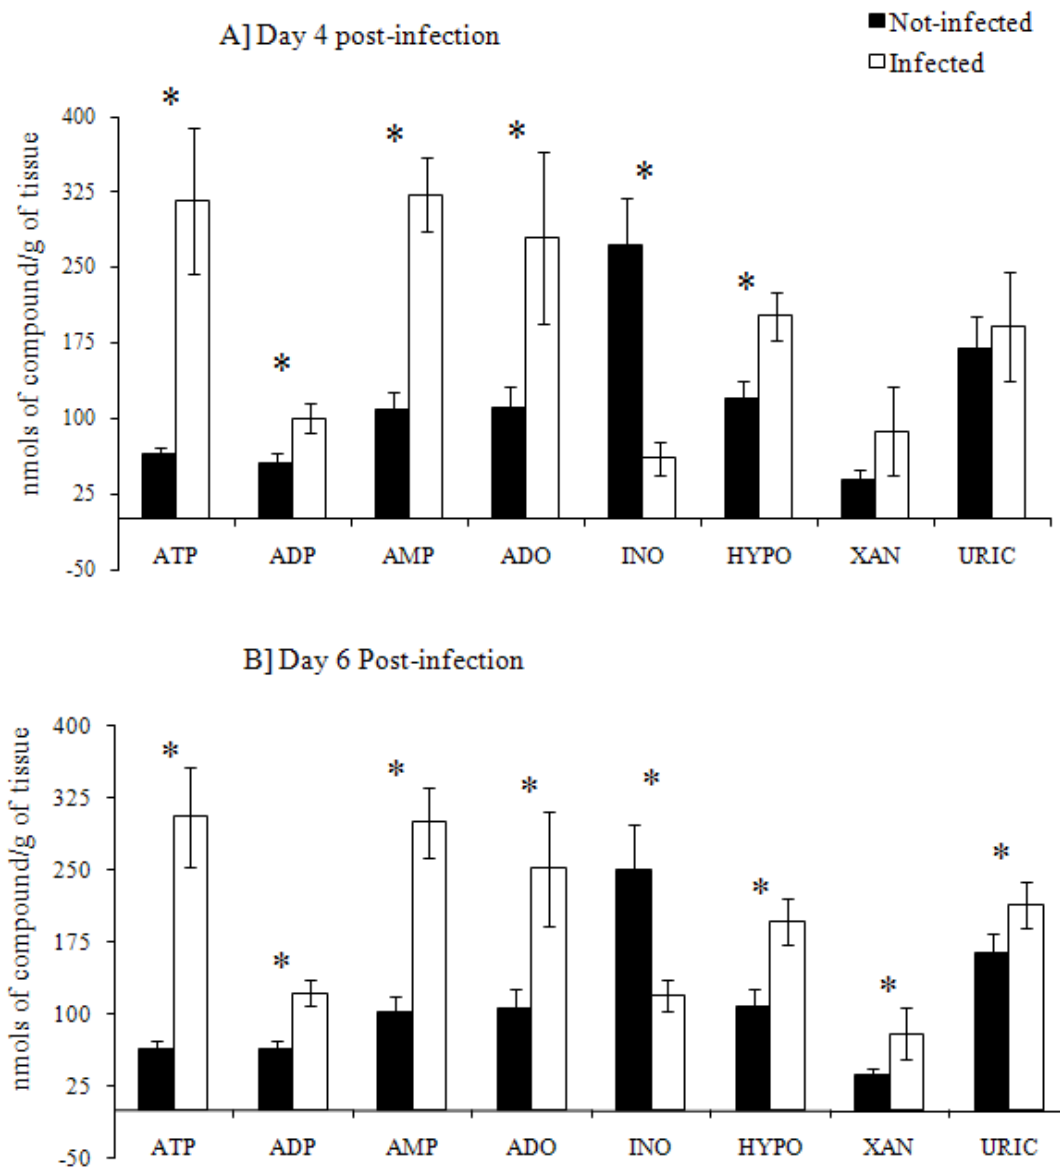 A] Day 4 post-infection
Not-infected
Infected
nmols of compound/g of tissue
400
325
250
175
100
25
-50
* * * * * *
ATP ADP AMP ADO INO HYPO XAN URIC
B] Day 6 Post-infection
nmols of compound/g of tissue
400
325
250
175
100
25
-50
* * * * * * * *
ATP ADP AMP ADO INO HYPO XAN URIC